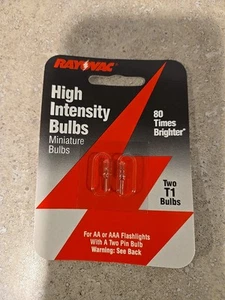 RAYOVAC
High
Intensity
Bulbs
Miniature
Bulbs
80
Times
Brighter*
Two
T1
Bulbs
For AA or AAA Flashlights
With A Two Pin Bulb
Warning: See Back